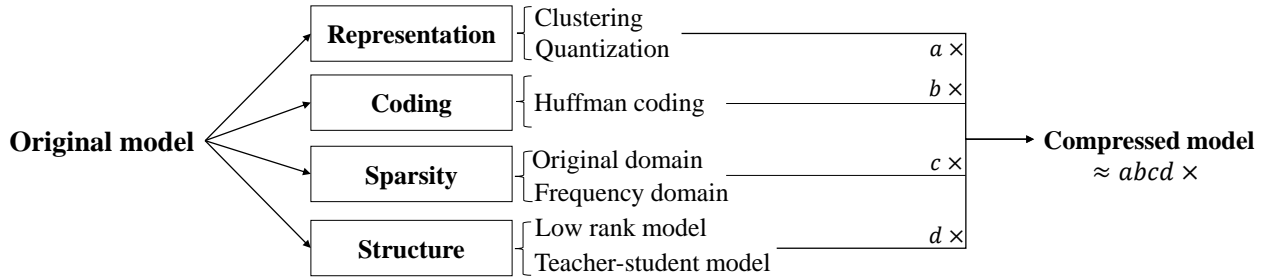 Original model
Representation
Clustering
Quantization
a ×
Coding
Huffman coding
b ×
Sparsity
Original domain
Frequency domain
c ×
Structure
Low rank model
Teacher-student model
d ×
Compressed model
≈ abcd ×